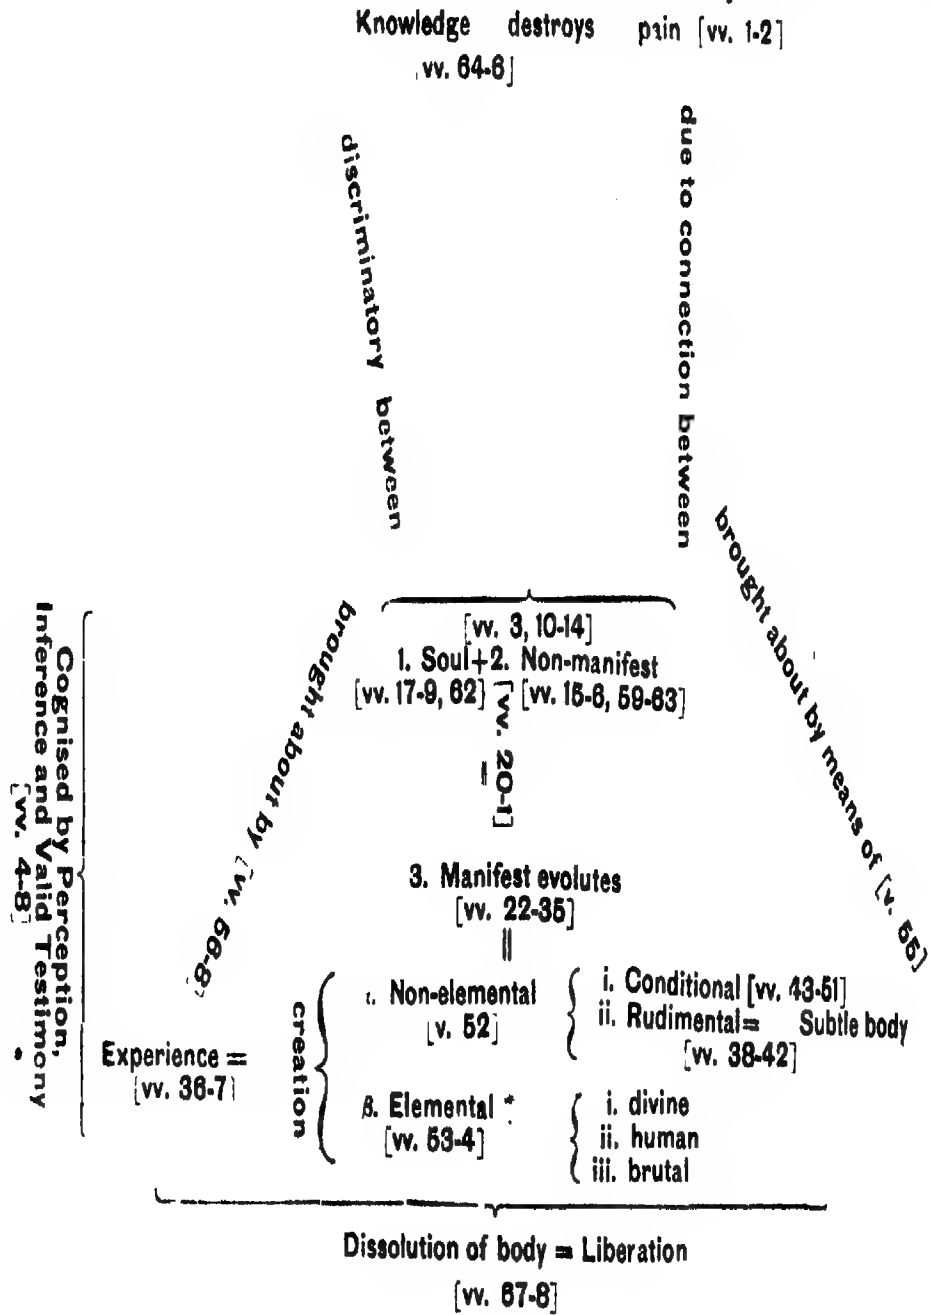 Knowledge destroys pain [vv. 1-2]
vv. 64-6]
discriminatory between
due to connection between
brought about by means of [v. 55]
brought about by [vv. 56-8]
[vv. 3, 10-14]
1. Soul+2. Non-manifest
[vv. 17-9, 62] [vv. 15-6, 59-63]
[vv. 20-1]
=
3. Manifest evolutes
[vv. 22-35]
=
Cognised by Perception,
Inference and Valid Testimony
[vv. 4-8]
Experience =
[vv. 36-7]
creation
Non-elemental
[v. 52]
i. Conditional [vv. 43-51]
ii. Rudimental= Subtle body
[vv. 38-42]
β. Elemental
[vv. 53-4]
i. divine
ii. human
iii. brutal
Dissolution of body = Liberation
[vv. 67-8]